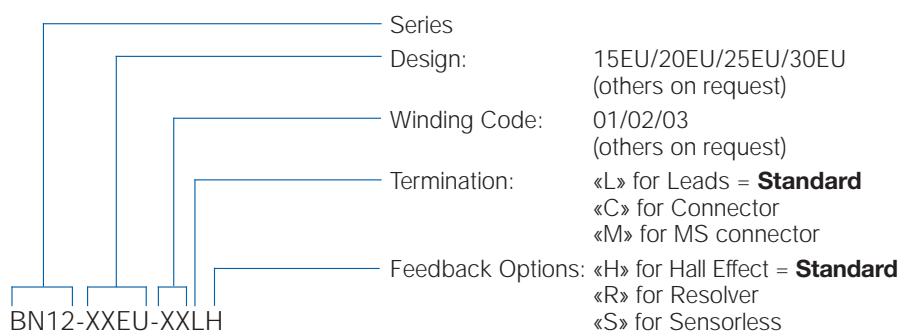 Series
Design: 15EU/20EU/25EU/30EU
(others on request)
Winding Code: 01/02/03
(others on request)
Termination: «L» for Leads = Standard
«C» for Connector
«M» for MS connector
Feedback Options: «H» for Hall Effect = Standard
«R» for Resolver
«S» for Sensorless
BN12-XXEU-XXLH